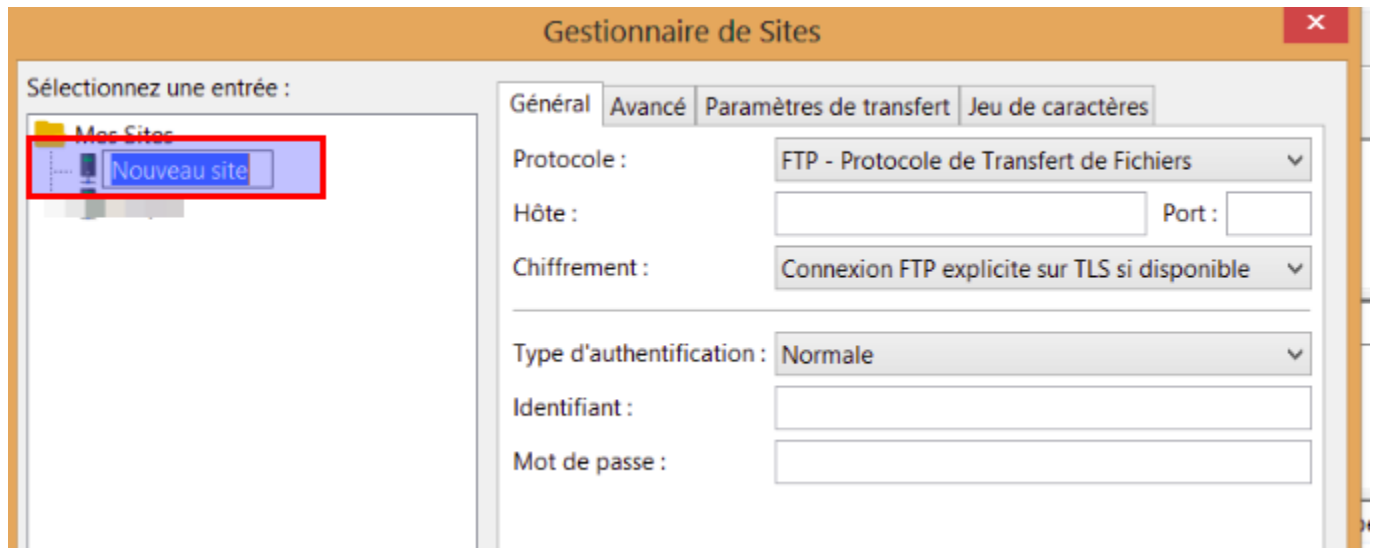 Gestionnaire de Sites
Sélectionnez une entrée :
Mes Sites
Nouveau site
Général Avancé Paramètres de transfert Jeu de caractères
Protocole : FTP - Protocole de Transfert de Fichiers
Hôte : Port :
Chiffrement : Connexion FTP explicite sur TLS si disponible
Type d'authentification : Normale
Identifiant :
Mot de passe :